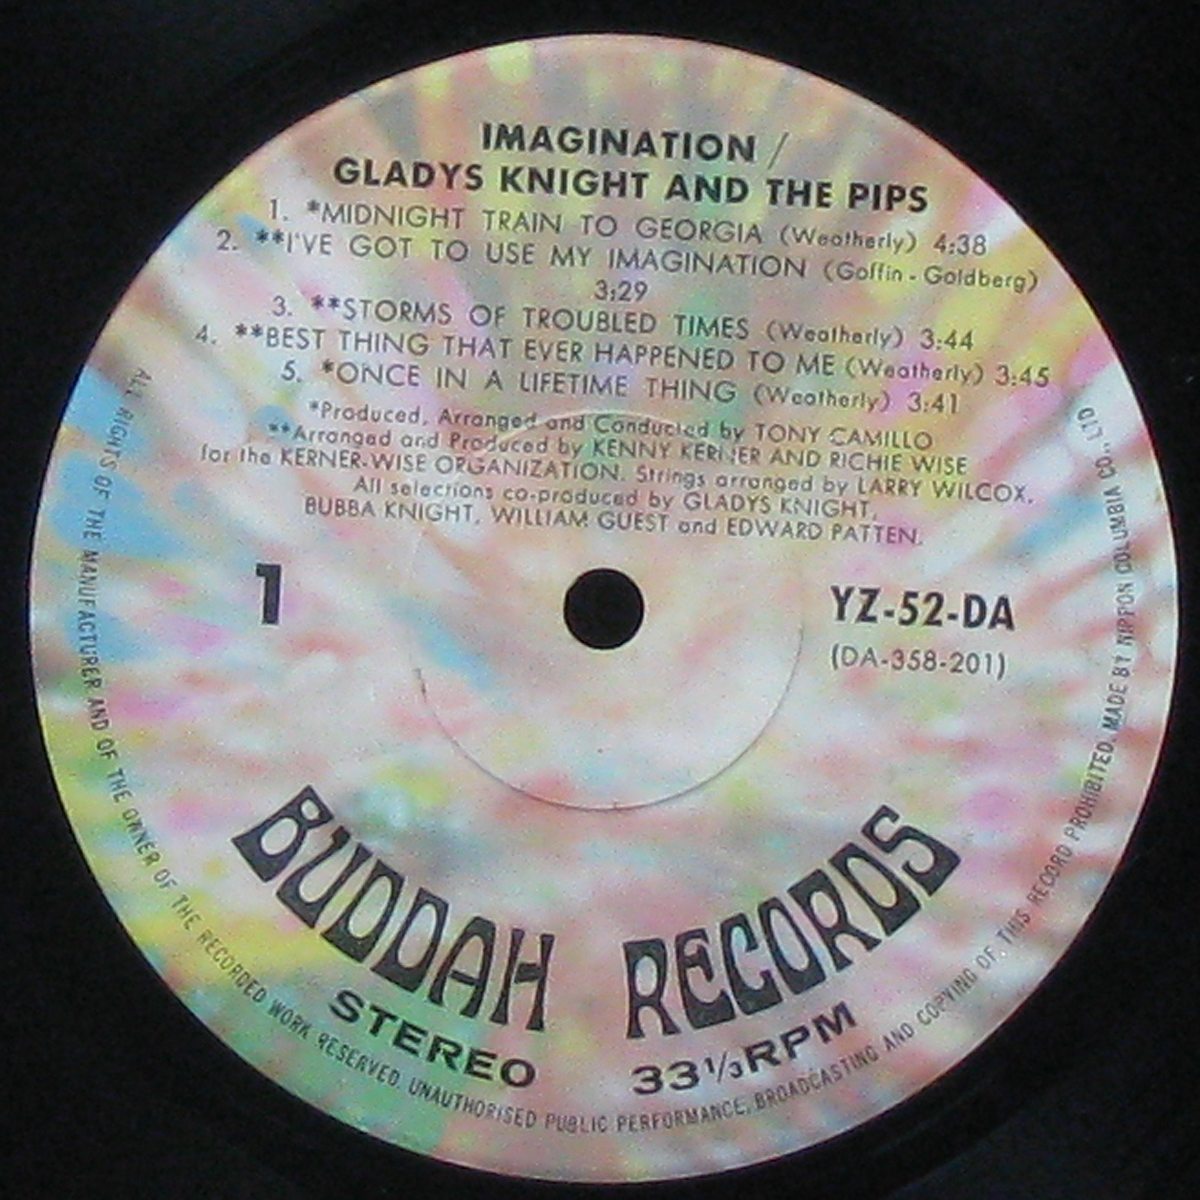 IMAGINATION /
GLADYS KNIGHT AND THE PIPS
1. *MIDNIGHT TRAIN TO GEORGIA (Weatherly) 4:38
2. **I'VE GOT TO USE MY IMAGINATION (Goffin - Goldberg)
3:29
3. **STORMS OF TROUBLED TIMES (Weatherly) 3:44
4. **BEST THING THAT EVER HAPPENED TO ME (Weatherly) 3:45
5. *ONCE IN A LIFETIME THING (Weatherly) 3:41
*Produced, Arranged and Conducted by TONY CAMILLO
**Arranged and Produced by KENNY KERNER AND RICHIE WISE
for the KERNER-WISE ORGANIZATION. Strings arranged by LARRY WILCOX.
All selections co-produced by GLADYS KNIGHT,
BUBBA KNIGHT, WILLIAM GUEST and EDWARD PATTEN.
1
YZ-52-DA
(DA-358-201)
BUDDAH RECORDS
STEREO 33⅓RPM
ALL RIGHTS OF THE MANUFACTURER AND OF THE OWNER OF THE RECORDED WORK RESERVED UNAUTHORISED PUBLIC PERFORMANCE, BROADCASTING AND COPYING OF THIS RECORD PROHIBITED. MADE BY NIPPON COLUMBIA CO., LTD